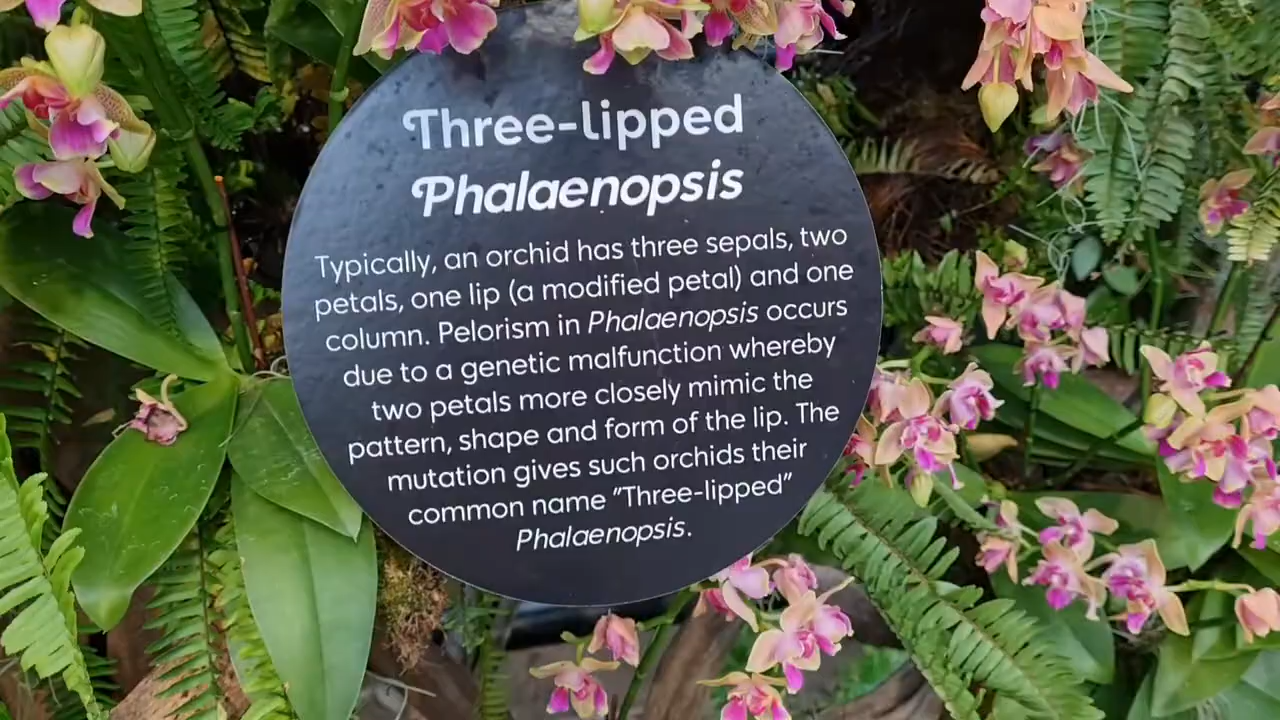 Three-lipped
Phalaenopsis
Typically, an orchid has three sepals, two
petals, one lip (a modified petal) and one
column. Pelorism in Phalaenopsis occurs
due to a genetic malfunction whereby
two petals more closely mimic the
pattern, shape and form of the lip. The
mutation gives such orchids their
common name "Three-lipped"
Phalaenopsis.